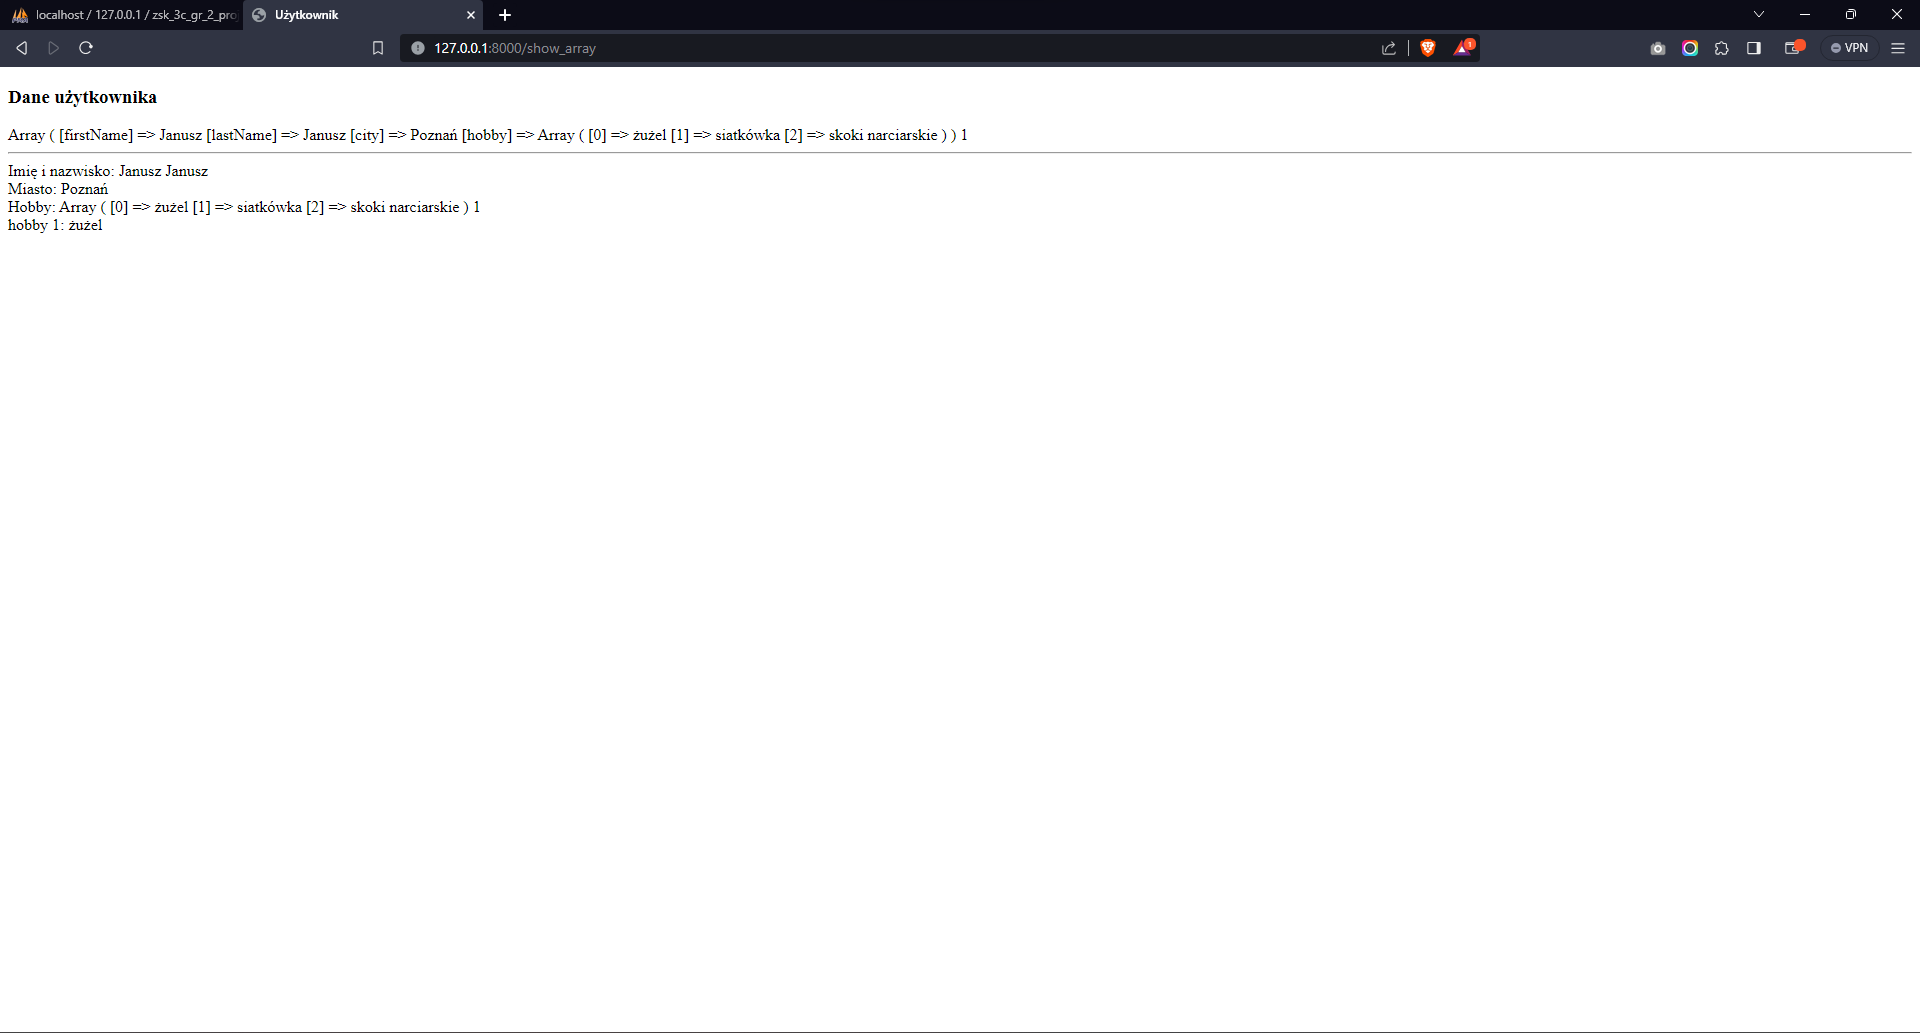 localhost / 127.0.0.1 / zsk_3c_gr_2_pro
Użytkownik
127.0.0.1:8000/show_array
1
VPN
Dane użytkownika
Array ( [firstName] => Janusz [lastName] => Janusz [city] => Poznań [hobby] => Array ( [0] => żużel [1] => siatkówka [2] => skoki narciarskie ) ) 1
Imię i nazwisko: Janusz Janusz
Miasto: Poznań
Hobby: Array ( [0] => żużel [1] => siatkówka [2] => skoki narciarskie ) 1
hobby 1: żużel